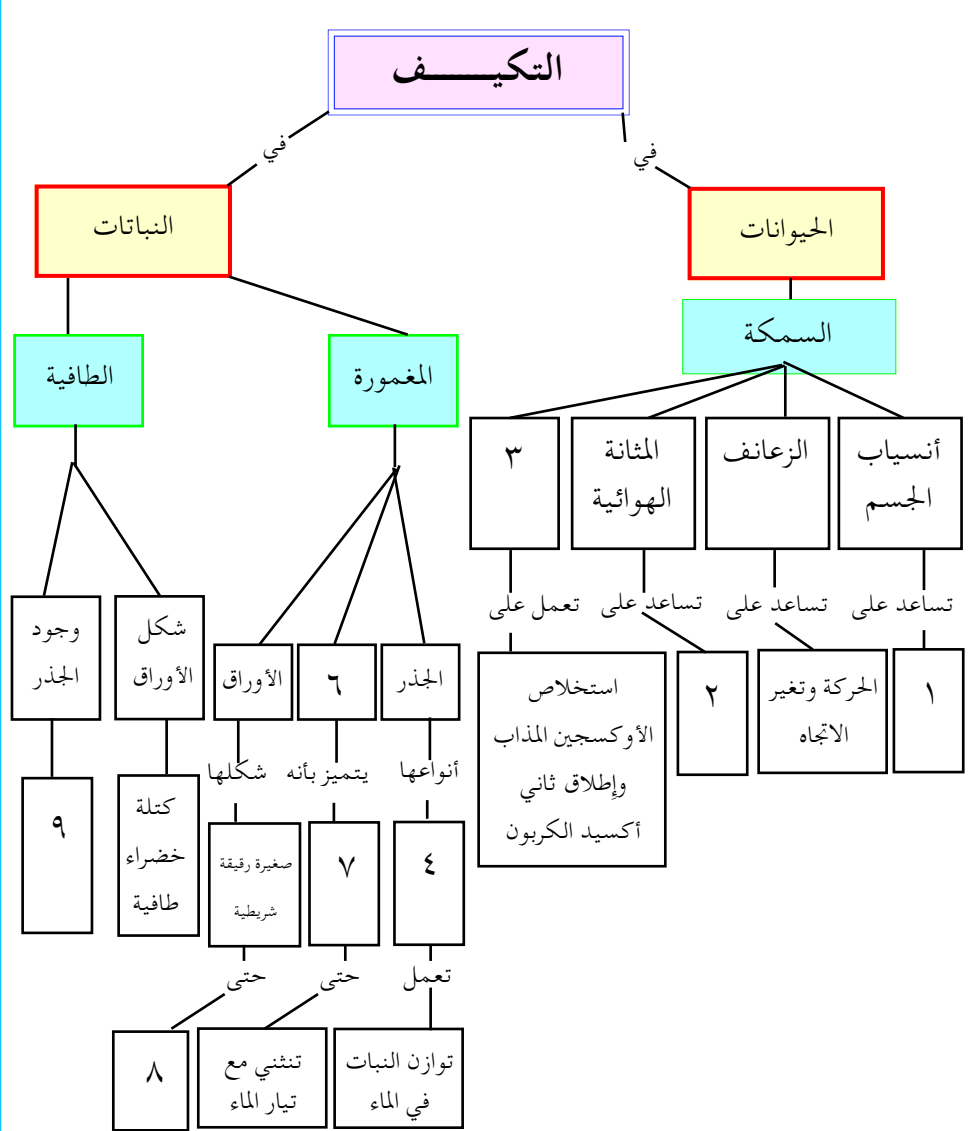 التكيـــــف
في
في
الحيوانات
النباتات
السمكة
المغمورة
الطافية
أنسياب
الجسم
الزعانف
المثانة
الهوائية
٣
تساعد على
تساعد على
تساعد على
تعمل على
١
الحركة وتغير
الاتجاه
٢
استخلاص
الأوكسجين المذاب
وإطلاق ثاني
أكسيد الكربون
الجذر
٦
الأوراق
شكل
الأوراق
وجود
الجذر
أنواعها
يتميز بأنه
شكلها
٤
٧
صغيرة رقيقة
شريطية
كتلة
خضراء
طافية
٩
تعمل
حتى
حتى
توازن النبات
في الماء
تنثني مع
تيار الماء
٨